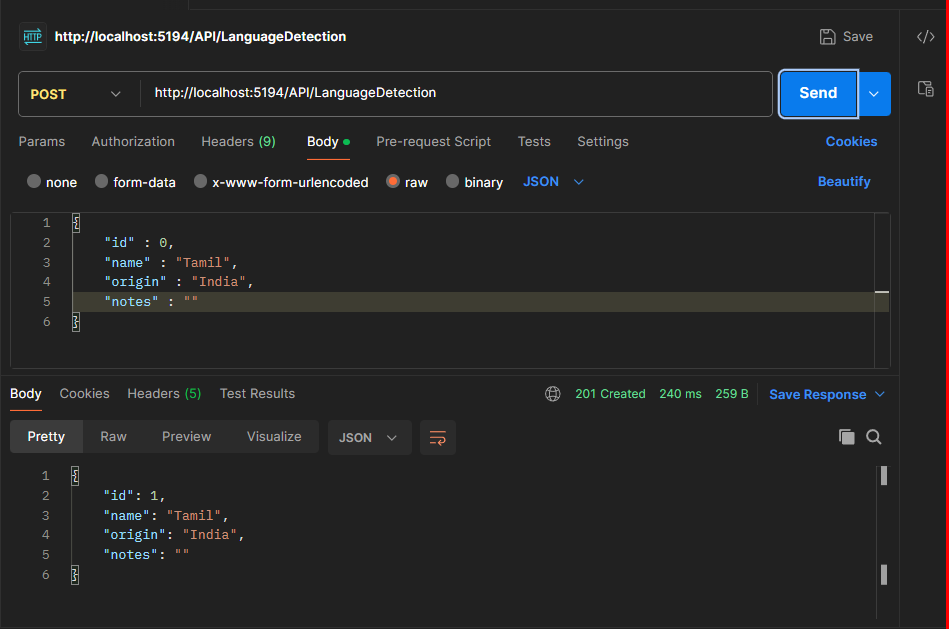 HTTP http://localhost:5194/API/LanguageDetection Save </>
POST http://localhost:5194/API/LanguageDetection Send
Params Authorization Headers (9) Body Pre-request Script Tests Settings Cookies
none form-data x-www-form-urlencoded raw binary JSON Beautify
1 {
2 "id" : 0,
3 "name" : "Tamil",
4 "origin" : "India",
5 "notes" : ""
6 }
Body Cookies Headers (5) Test Results 201 Created 240 ms 259 B Save Response
Pretty Raw Preview Visualize JSON
1 {
2 "id": 1,
3 "name": "Tamil",
4 "origin": "India",
5 "notes": ""
6 }